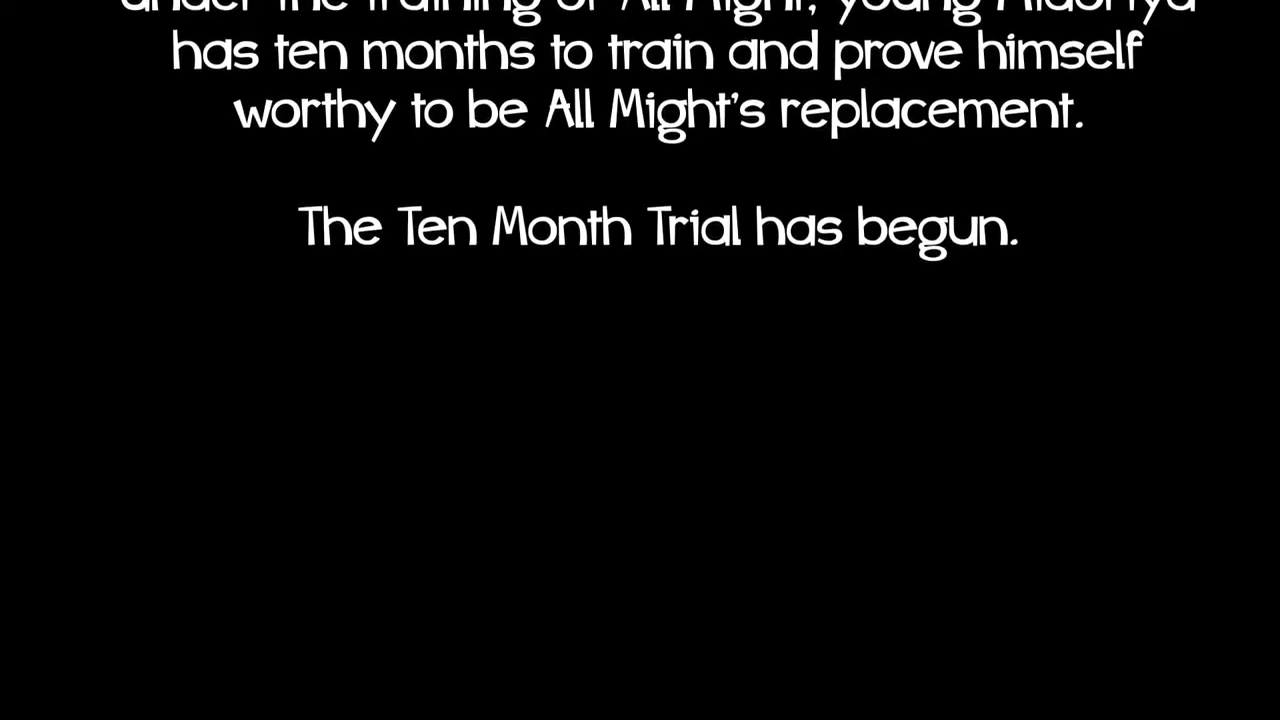 under the training of All Might, young Midoriya
has ten months to train and prove himself
worthy to be All Might's replacement.
The Ten Month Trial has begun.